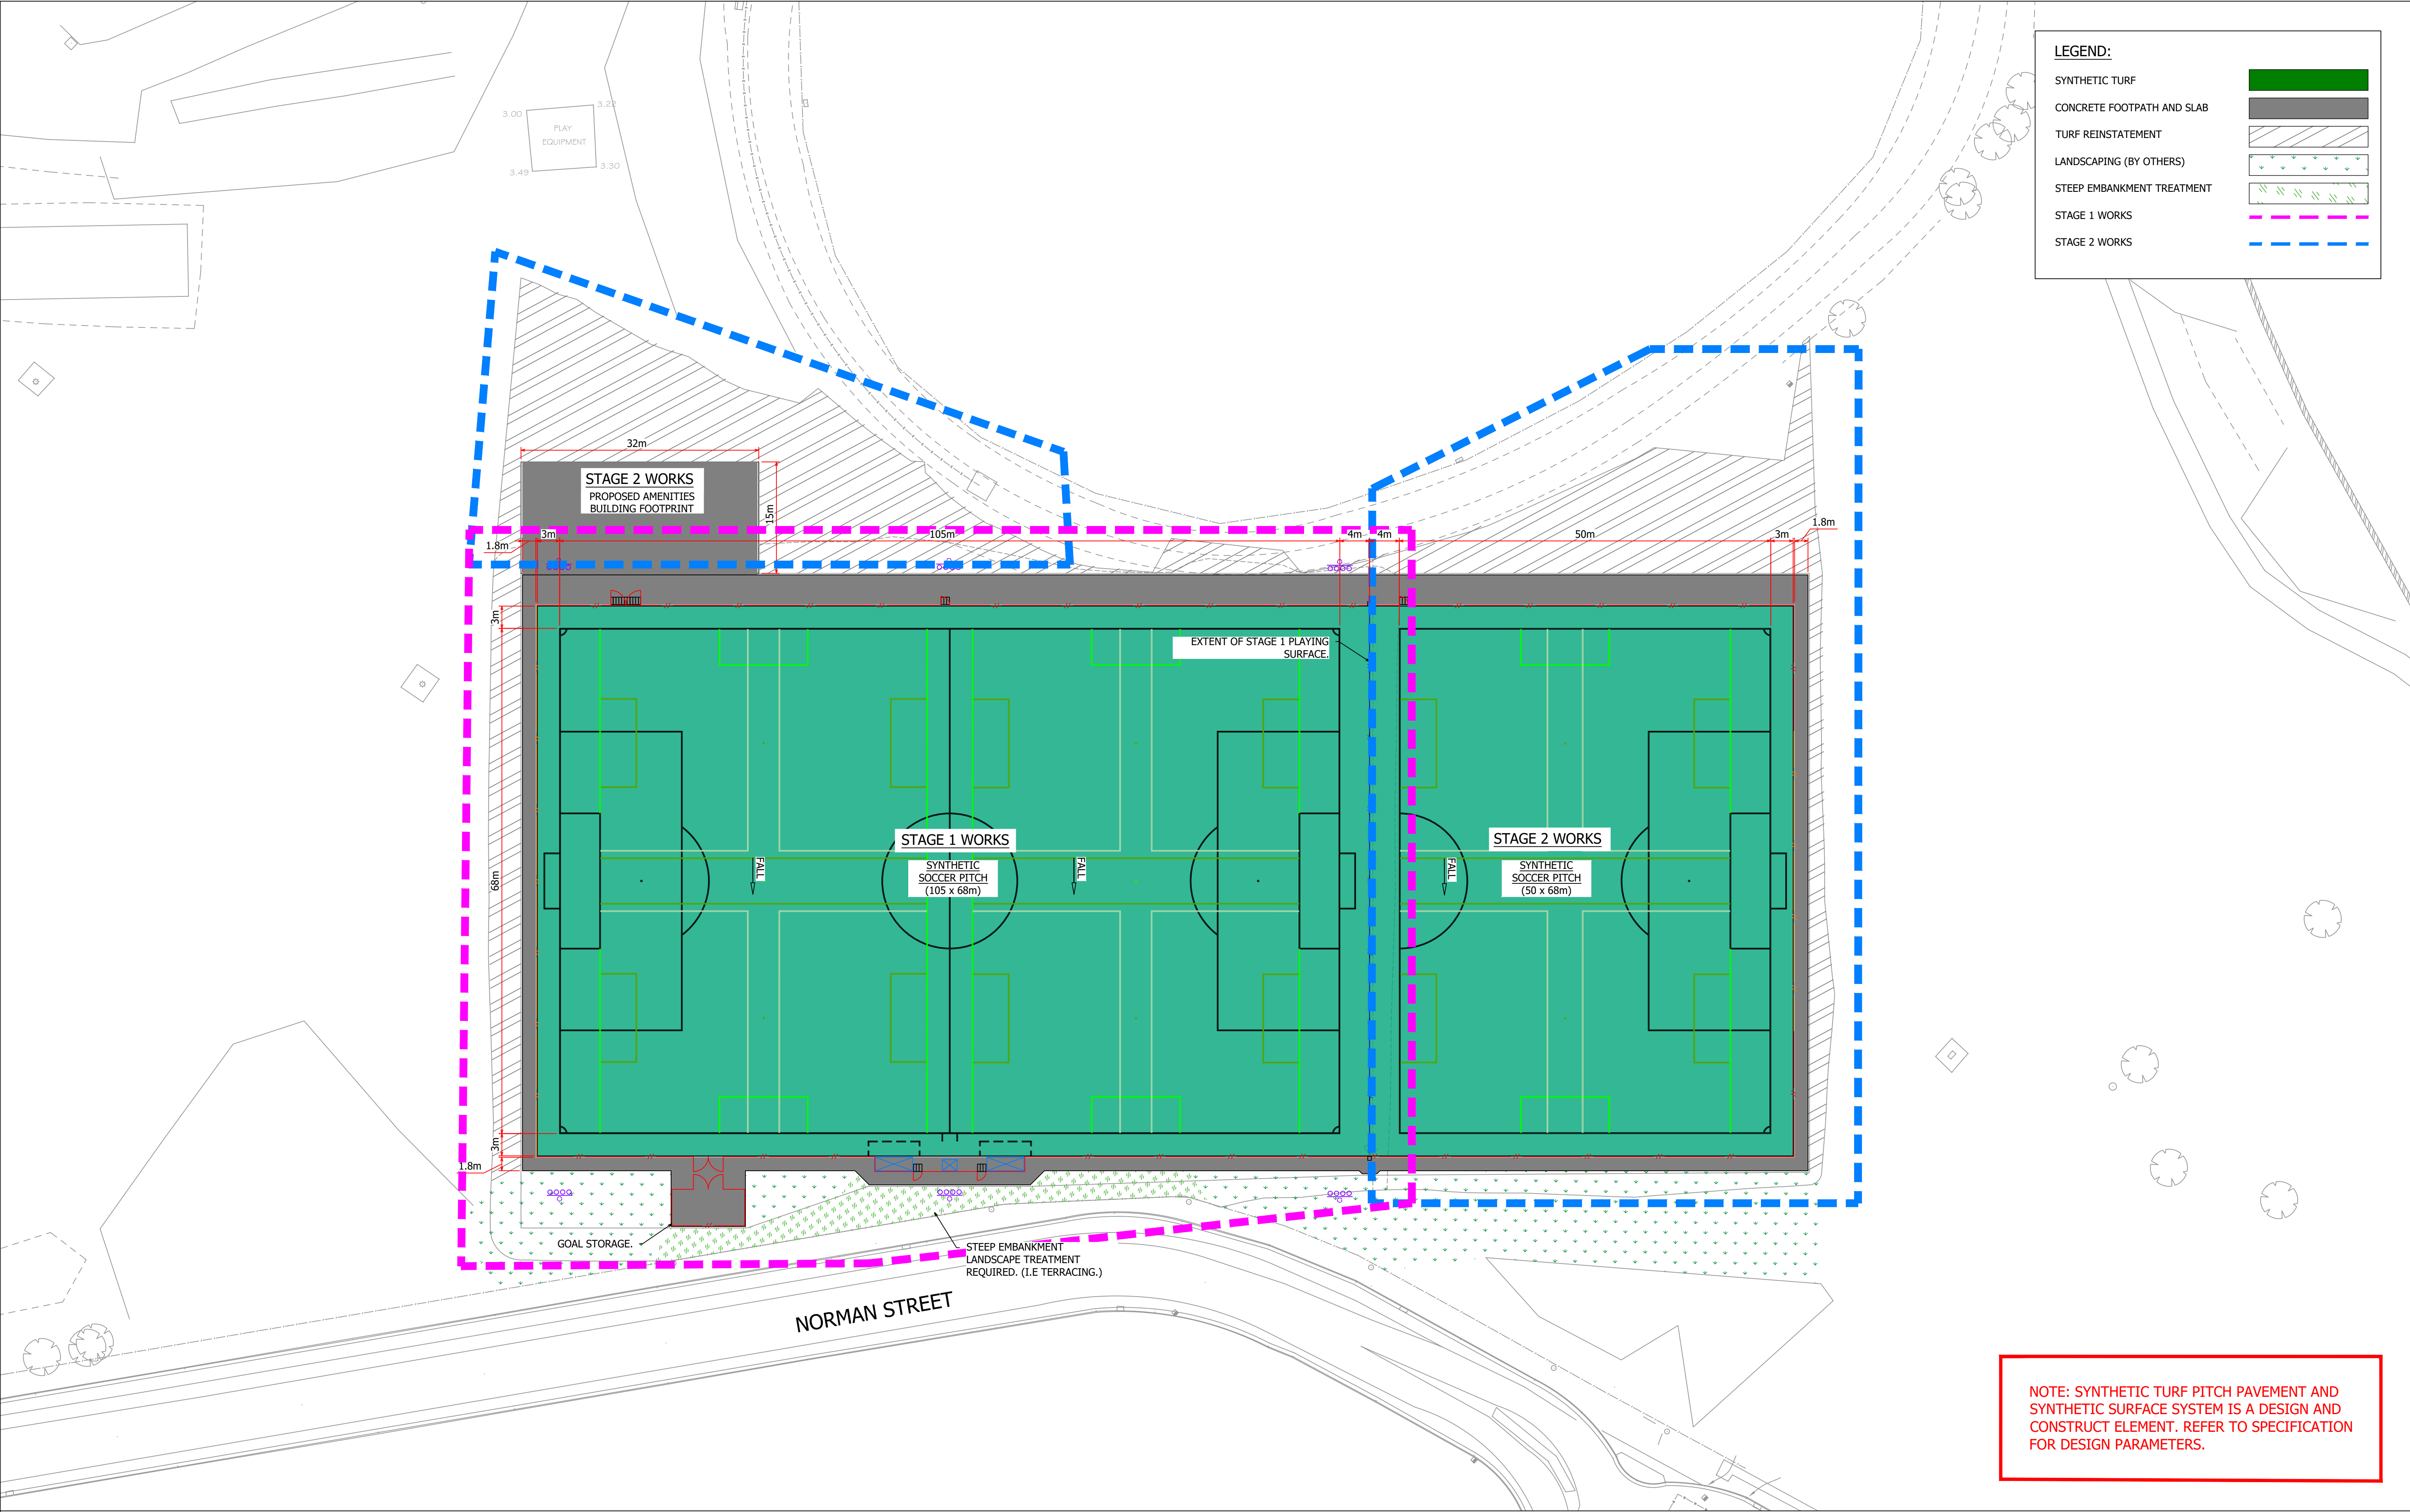 LEGEND:
SYNTHETIC TURF
CONCRETE FOOTPATH AND SLAB
TURF REINSTATEMENT
LANDSCAPING (BY OTHERS)
STEEP EMBANKMENT TREATMENT
STAGE 1 WORKS
STAGE 2 WORKS
3.00
3.22
PLAY
EQUIPMENT
3.49
3.30
32m
STAGE 2 WORKS
PROPOSED AMENITIES
BUILDING FOOTPRINT
15m
1.8m
3m
105m
4m
4m
50m
3m
1.8m
3m
EXTENT OF STAGE 1 PLAYING
SURFACE.
68m
STAGE 1 WORKS
SYNTHETIC
SOCCER PITCH
(105 x 68m)
FALL
FALL
FALL
STAGE 2 WORKS
SYNTHETIC
SOCCER PITCH
(50 x 68m)
3m
1.8m
GOAL STORAGE.
STEEP EMBANKMENT
LANDSCAPE TREATMENT
REQUIRED. (I.E TERRACING.)
NORMAN STREET
NOTE: SYNTHETIC TURF PITCH PAVEMENT AND
SYNTHETIC SURFACE SYSTEM IS A DESIGN AND
CONSTRUCT ELEMENT. REFER TO SPECIFICATION
FOR DESIGN PARAMETERS.